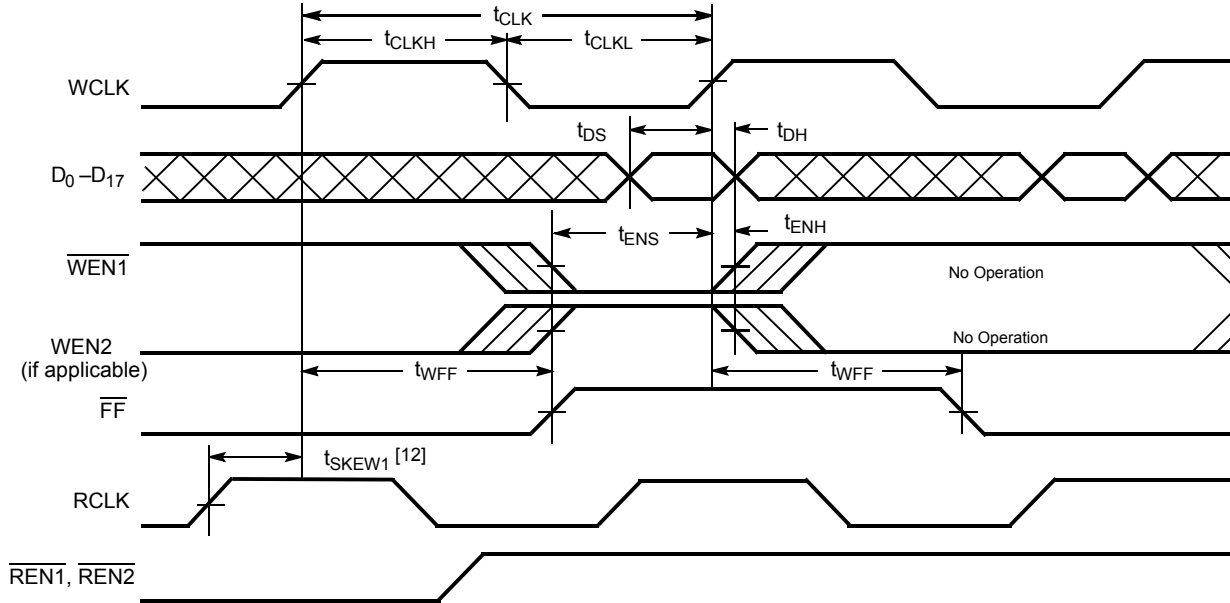 tCLK
tCLKH
tCLKL
WCLK
tDS
tDH
D0 –D17
tENS
tENH
WEN1
No Operation
WEN2
(if applicable)
No Operation
tWFF
tWFF
FF
tSKEW1 [12]
RCLK
REN1, REN2